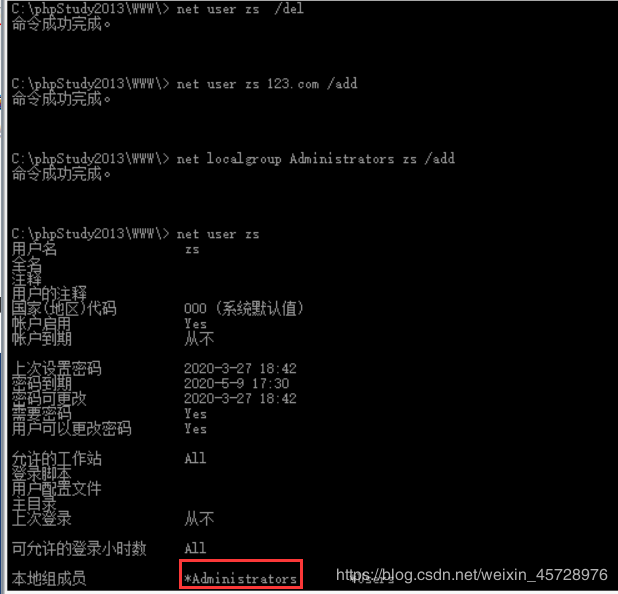 C:\phpStudy2013\WWW\> net user zs  /del
命令成功完成。
C:\phpStudy2013\WWW\> net user zs 123.com /add
命令成功完成。
C:\phpStudy2013\WWW\> net localgroup Administrators zs /add
命令成功完成。
C:\phpStudy2013\WWW\> net user zs
用户名 zs
全名
注释
用户的注释
国家(地区)代码 000 (系统默认值)
帐户启用 Yes
帐户到期 从不
上次设置密码 2020-3-27 18:42
密码到期 2020-5-9 17:30
密码可更改 2020-3-27 18:42
需要密码 Yes
用户可以更改密码 Yes
允许的工作站 All
登录脚本
用户配置文件
主目录
上次登录 从不
可允许的登录小时数 All
本地组成员 *Administrators *Users
https://blog.csdn.net/weixin_45728976